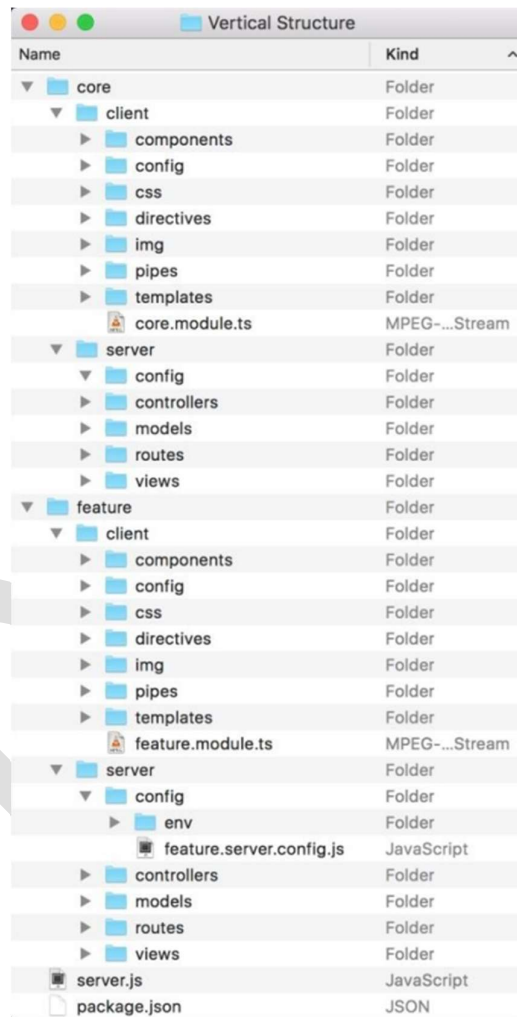 Vertical Structure
Name Kind
core Folder
client Folder
components Folder
config Folder
css Folder
directives Folder
img Folder
pipes Folder
templates Folder
core.module.ts MPEG-...Stream
server Folder
config Folder
controllers Folder
models Folder
routes Folder
views Folder
feature Folder
client Folder
components Folder
config Folder
css Folder
directives Folder
img Folder
pipes Folder
templates Folder
feature.module.ts MPEG-...Stream
server Folder
config Folder
env Folder
feature.server.config.js JavaScript
controllers Folder
models Folder
routes Folder
views Folder
server.js JavaScript
package.json JSON